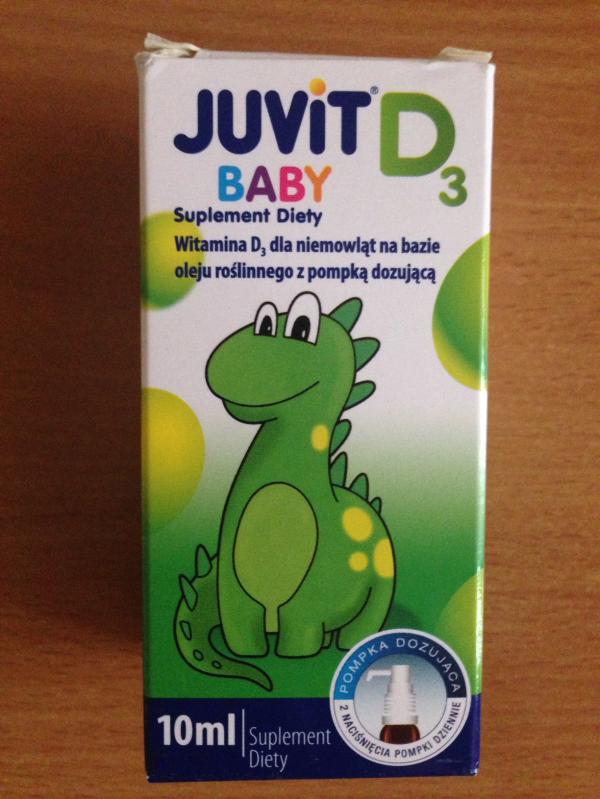 JUVIT® D3
BABY
Suplement Diety
Witamina D3 dla niemowląt na bazie
oleju roślinnego z pompką dozującą
POMPKA DOZUJĄCA
2 NACIŚNIĘCIA POMPKI DZIENNIE
10ml Suplement
Diety